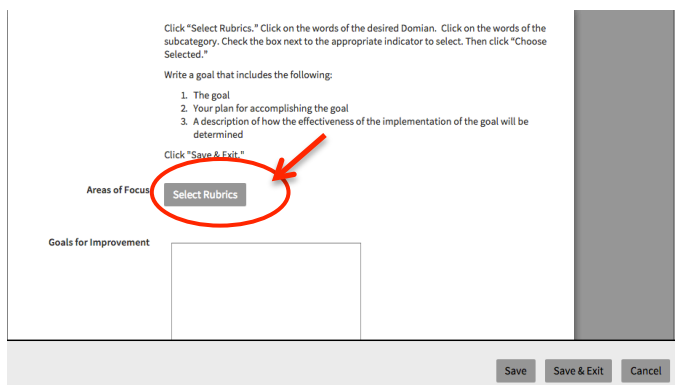 Click “Select Rubrics.” Click on the words of the desired Domian. Click on the words of the
subcategory. Check the box next to the appropriate indicator to select. Then click “Choose
Selected.”
Write a goal that includes the following:
1. The goal
2. Your plan for accomplishing the goal
3. A description of how the effectiveness of the implementation of the goal will be
determined
Click "Save & Exit."
Areas of Focus
Select Rubrics
Goals for Improvement
Save
Save & Exit
Cancel